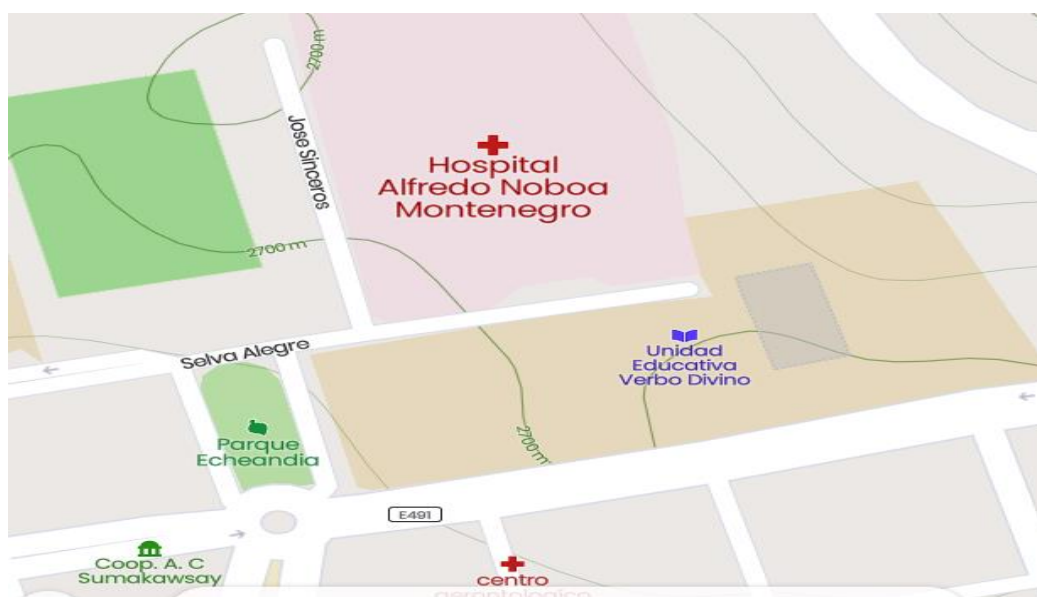 2700 m
Jose Sinceros
Hospital
Alfredo Noboa
Montenegro
2700 m
Selva Alegre
Unidad
Educativa
Verbo Divino
Parque
Echeandia
2700 m
E491
Coop. A. C
Sumakawsay
centro
gerontologico